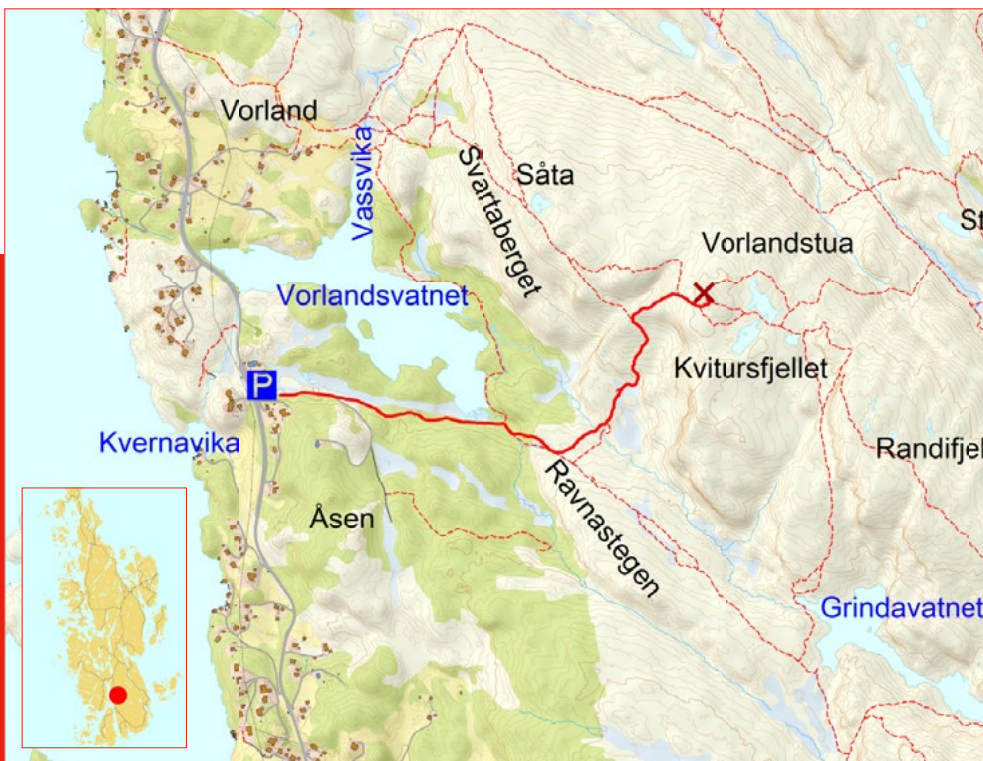 Vorland
Vassvika
Svartaberget
Såta
St
Vorlandstua
Vorlandsvatnet
Kvitursfjellet
P
Kvernavika
Randifjel
Ravnastegen
Åsen
Grindavatnet